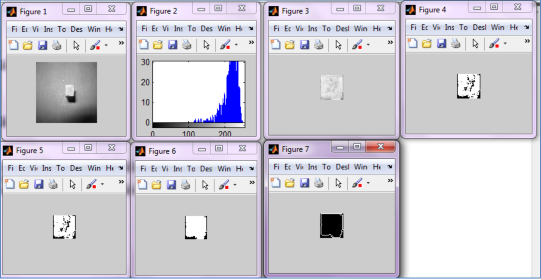 Figure 1
Fi Ec Vi Ins To Des Win He
Figure 2
Fi Ec Vi Ins To Des Win He
30
20
10
0
0 100 200
Figure 3
Fi Ec Vie Ins To Desl Win He
Figure 4
Fi Ec Vi Ins To Des Win He
Figure 5
Fi Ec Vi Ins To Des Win He
Figure 6
Fi Ec Vi Ins To Des Win He
Figure 7
Fi Ec Vie Ins To Desl Win He